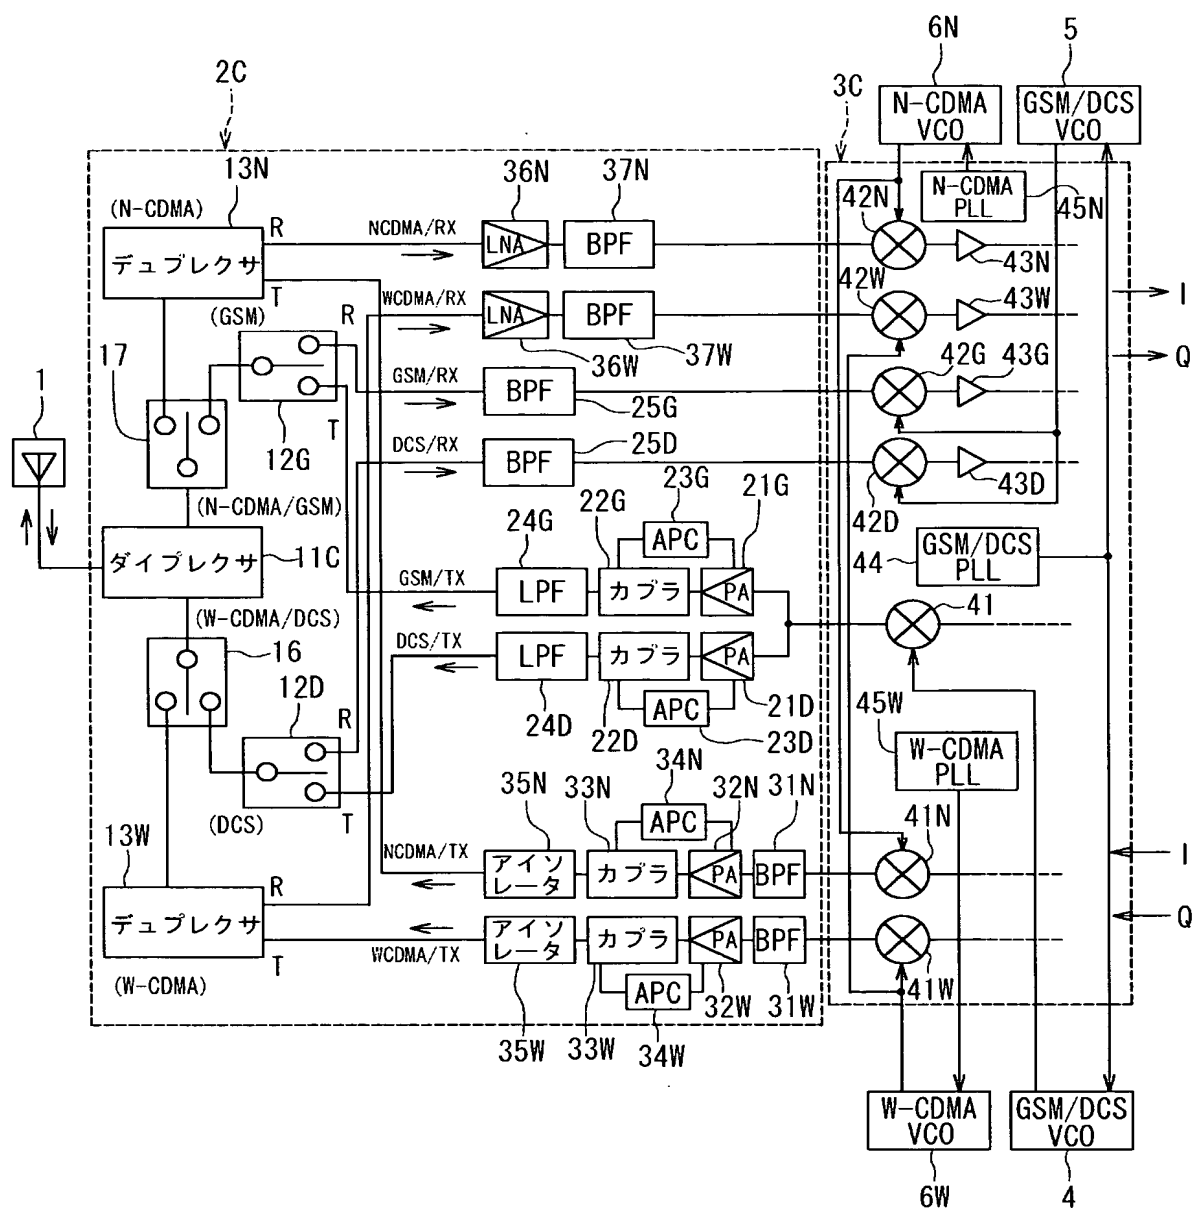 6N
5
2C
3C
N-CDMA
VCO
GSM/DCS
VCO
13N
36N
37N
42N
N-CDMA
PLL
45N
(N-CDMA)
R
NCDMA/RX
LNA
BPF
デュプレクサ
43N
T
42W
(GSM)
R
WCDMA/RX
LNA
BPF
43W
I
17
36W
37W
42G
43G
Q
1
GSM/RX
BPF
25G
T
12G
25D
DCS/RX
BPF
43D
(N-CDMA/GSM)
42D
24G
22G
23G
21G
APC
44
GSM/DCS
PLL
ダイプレクサ
11C
GSM/TX
LPF
カプラ
PA
41
(W-CDMA/DCS)
DCS/TX
LPF
カプラ
PA
16
12D
R
24D
22D
APC
23D
21D
45W
W-CDMA
PLL
34N
(DCS)
T
35N
33N
APC
32N
31N
13W
41N
NCDMA/TX
アイソ
レータ
カプラ
PA
BPF
I
R
デュプレクサ
アイソ
レータ
カプラ
PA
BPF
Q
T
WCDMA/TX
(W-CDMA)
APC
41W
35W
33W
34W
32W
31W
W-CDMA
VCO
GSM/DCS
VCO
6W
4